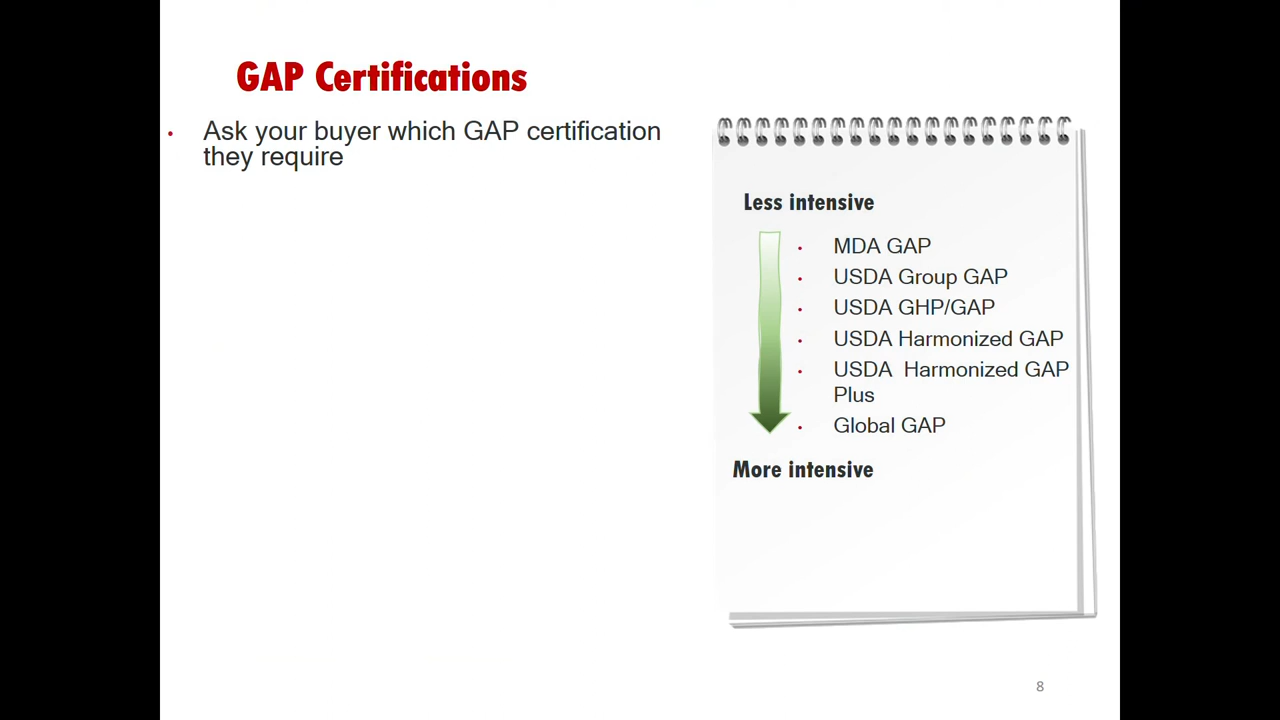 GAP Certifications
• Ask your buyer which GAP certification
they require
Less intensive
• MDA GAP
• USDA Group GAP
• USDA GHP/GAP
• USDA Harmonized GAP
• USDA  Harmonized GAP
Plus
• Global GAP
More intensive
8